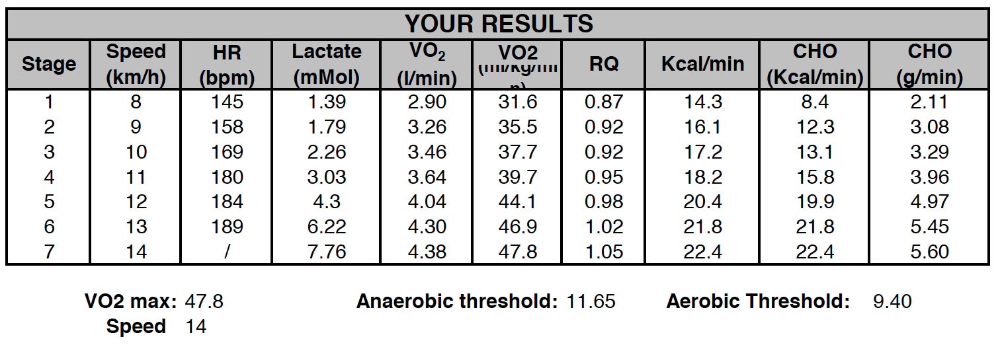 YOUR RESULTS
Stage Speed (km/h) HR (bpm) Lactate (mMol) VO₂ (l/min) VO2 RQ Kcal/min CHO (Kcal/min) CHO (g/min)
1 8 145 1.39 2.90 31.6 0.87 14.3 8.4 2.11
2 9 158 1.79 3.26 35.5 0.92 16.1 12.3 3.08
3 10 169 2.26 3.46 37.7 0.92 17.2 13.1 3.29
4 11 180 3.03 3.64 39.7 0.95 18.2 15.8 3.96
5 12 184 4.3 4.04 44.1 0.98 20.4 19.9 4.97
6 13 189 6.22 4.30 46.9 1.02 21.8 21.8 5.45
7 14 / 7.76 4.38 47.8 1.05 22.4 22.4 5.60
VO2 max: 47.8 Anaerobic threshold: 11.65 Aerobic Threshold: 9.40
Speed 14